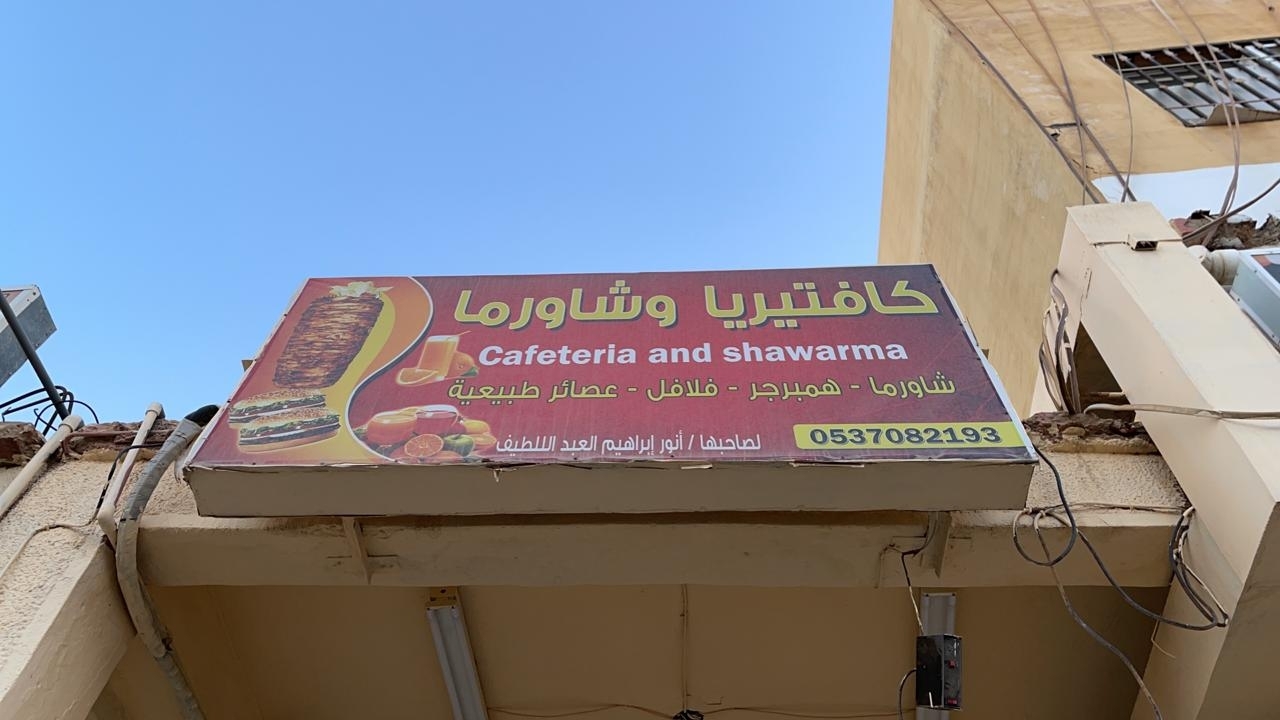 كافتيريا وشاورما
Cafeteria and shawarma
شاورما - همبرجر - فلافل - عصائر طبيعية
لصاحبها / أنور إبراهيم العبد اللطيف
0537082193